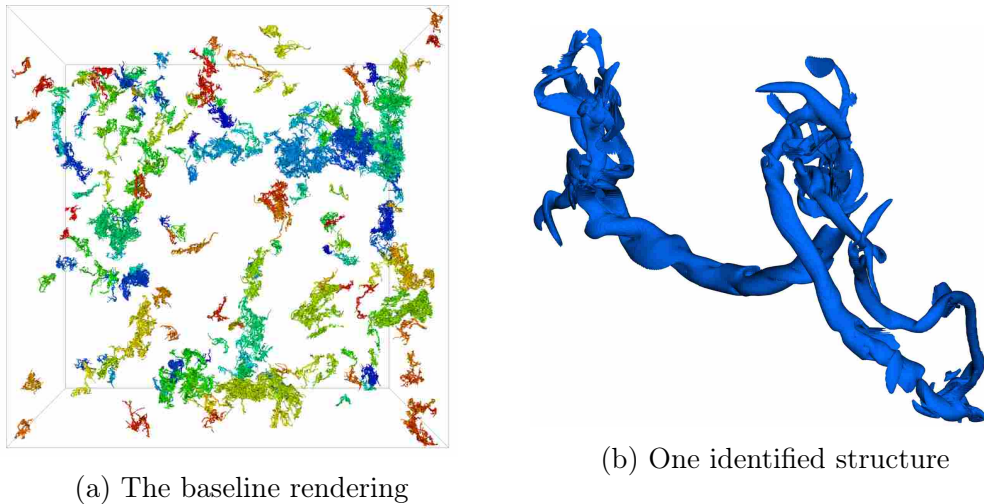 (a) The baseline rendering
(b) One identified structure